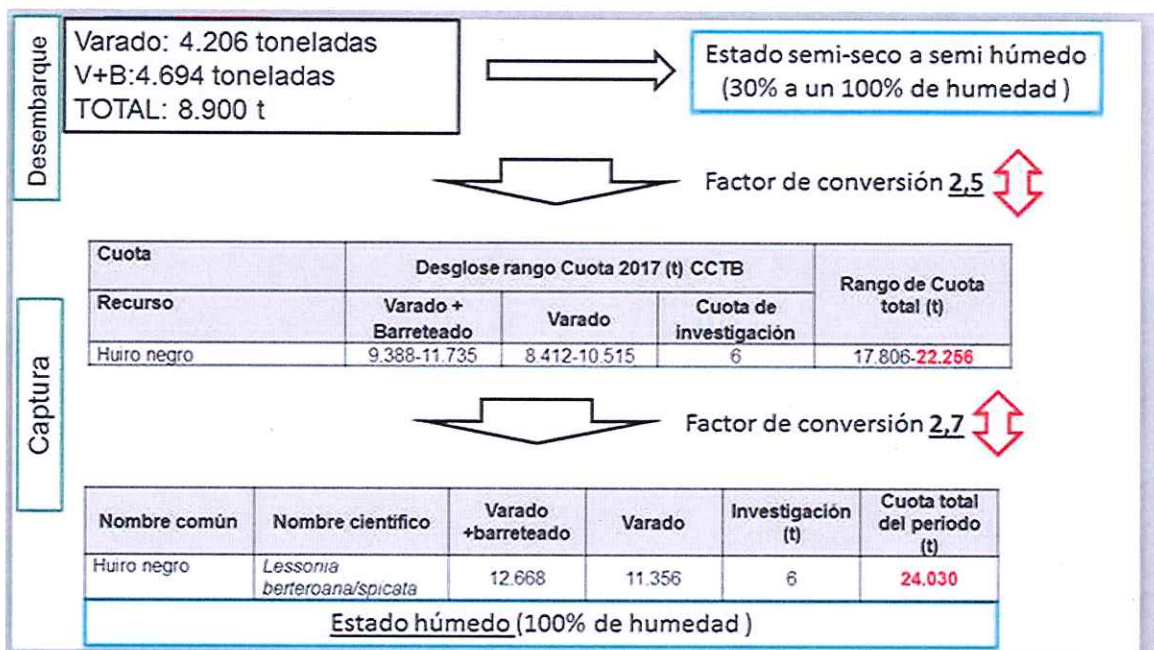 Desembarque
Varado: 4.206 toneladas
V+B:4.694 toneladas
TOTAL: 8.900 t
Estado semi-seco a semi húmedo
(30% a un 100% de humedad )
Factor de conversión 2,5
Captura
Cuota
Desglose rango Cuota 2017 (t) CCTB
Rango de Cuota
total (t)
Recurso
Varado +
Barreteado
Varado
Cuota de
investigación
Huiro negro
9.388-11.735
8.412-10.515
6
17.806-22.256
Factor de conversión 2,7
Nombre común
Nombre científico
Varado
+barreteado
Varado
Investigación
(t)
Cuota total
del periodo
(t)
Huiro negro
Lessonia
berteroana/spicata
12.668
11.356
6
24.030
Estado húmedo (100% de humedad )